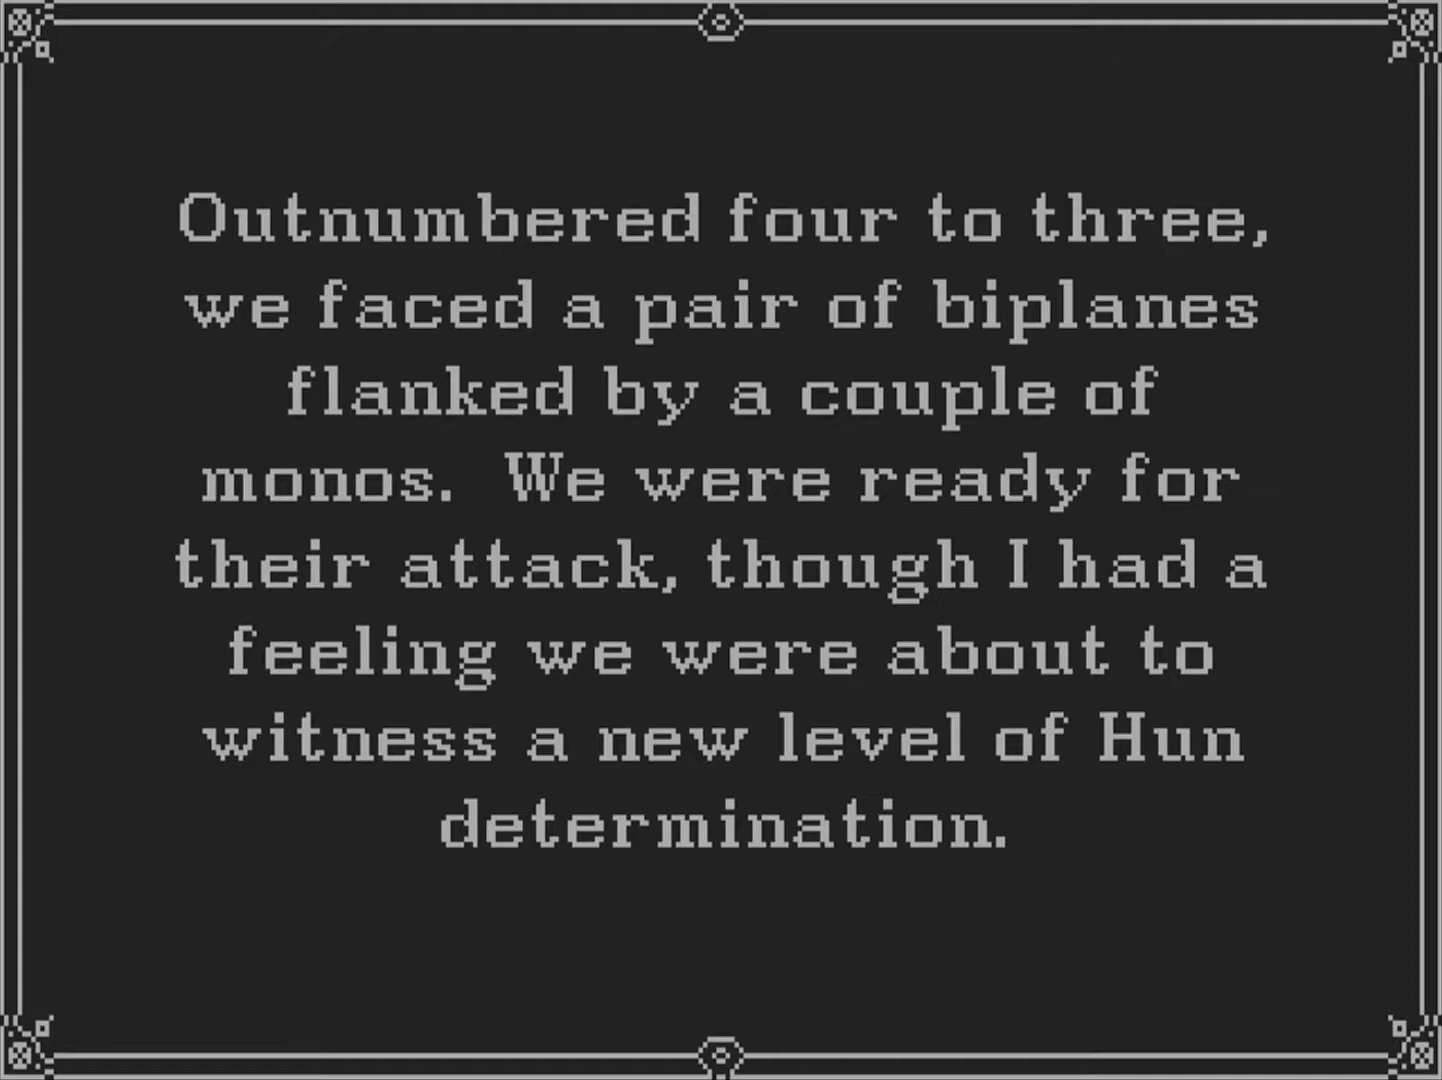 Outnumbered four to three,
we faced a pair of biplanes
flanked by a couple of
monos.  We were ready for
their attack, though I had a
feeling we were about to
witness a new level of Hun
determination.